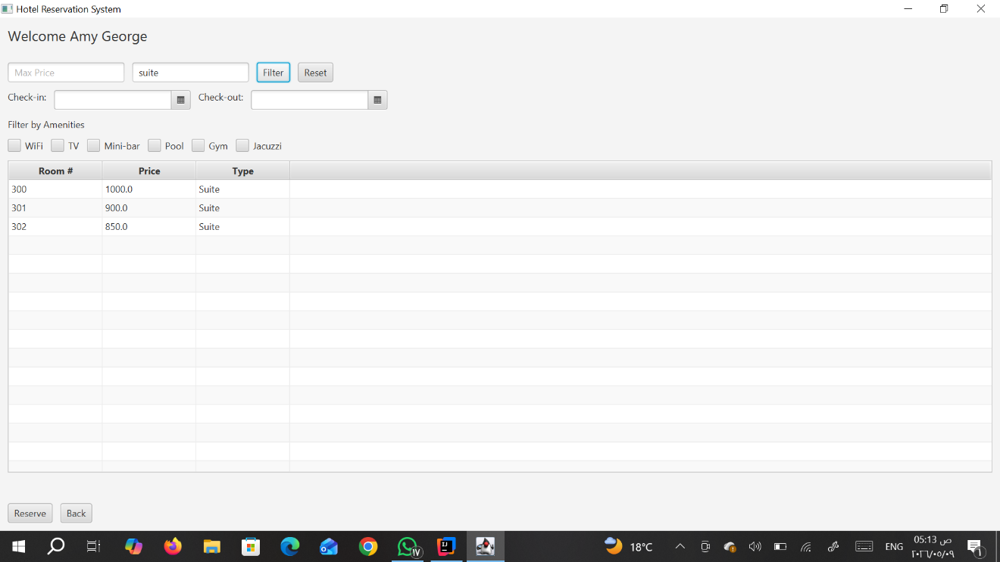 Hotel Reservation System
Welcome Amy George
Max Price suite Filter Reset
Check-in: Check-out:
Filter by Amenities
WiFi TV Mini-bar Pool Gym Jacuzzi
Room # Price Type
300 1000.0 Suite
301 900.0 Suite
302 850.0 Suite
Reserve Back
18°C ENG
05:13 ص
٢٠٢٦/٠٥/٠٩
1